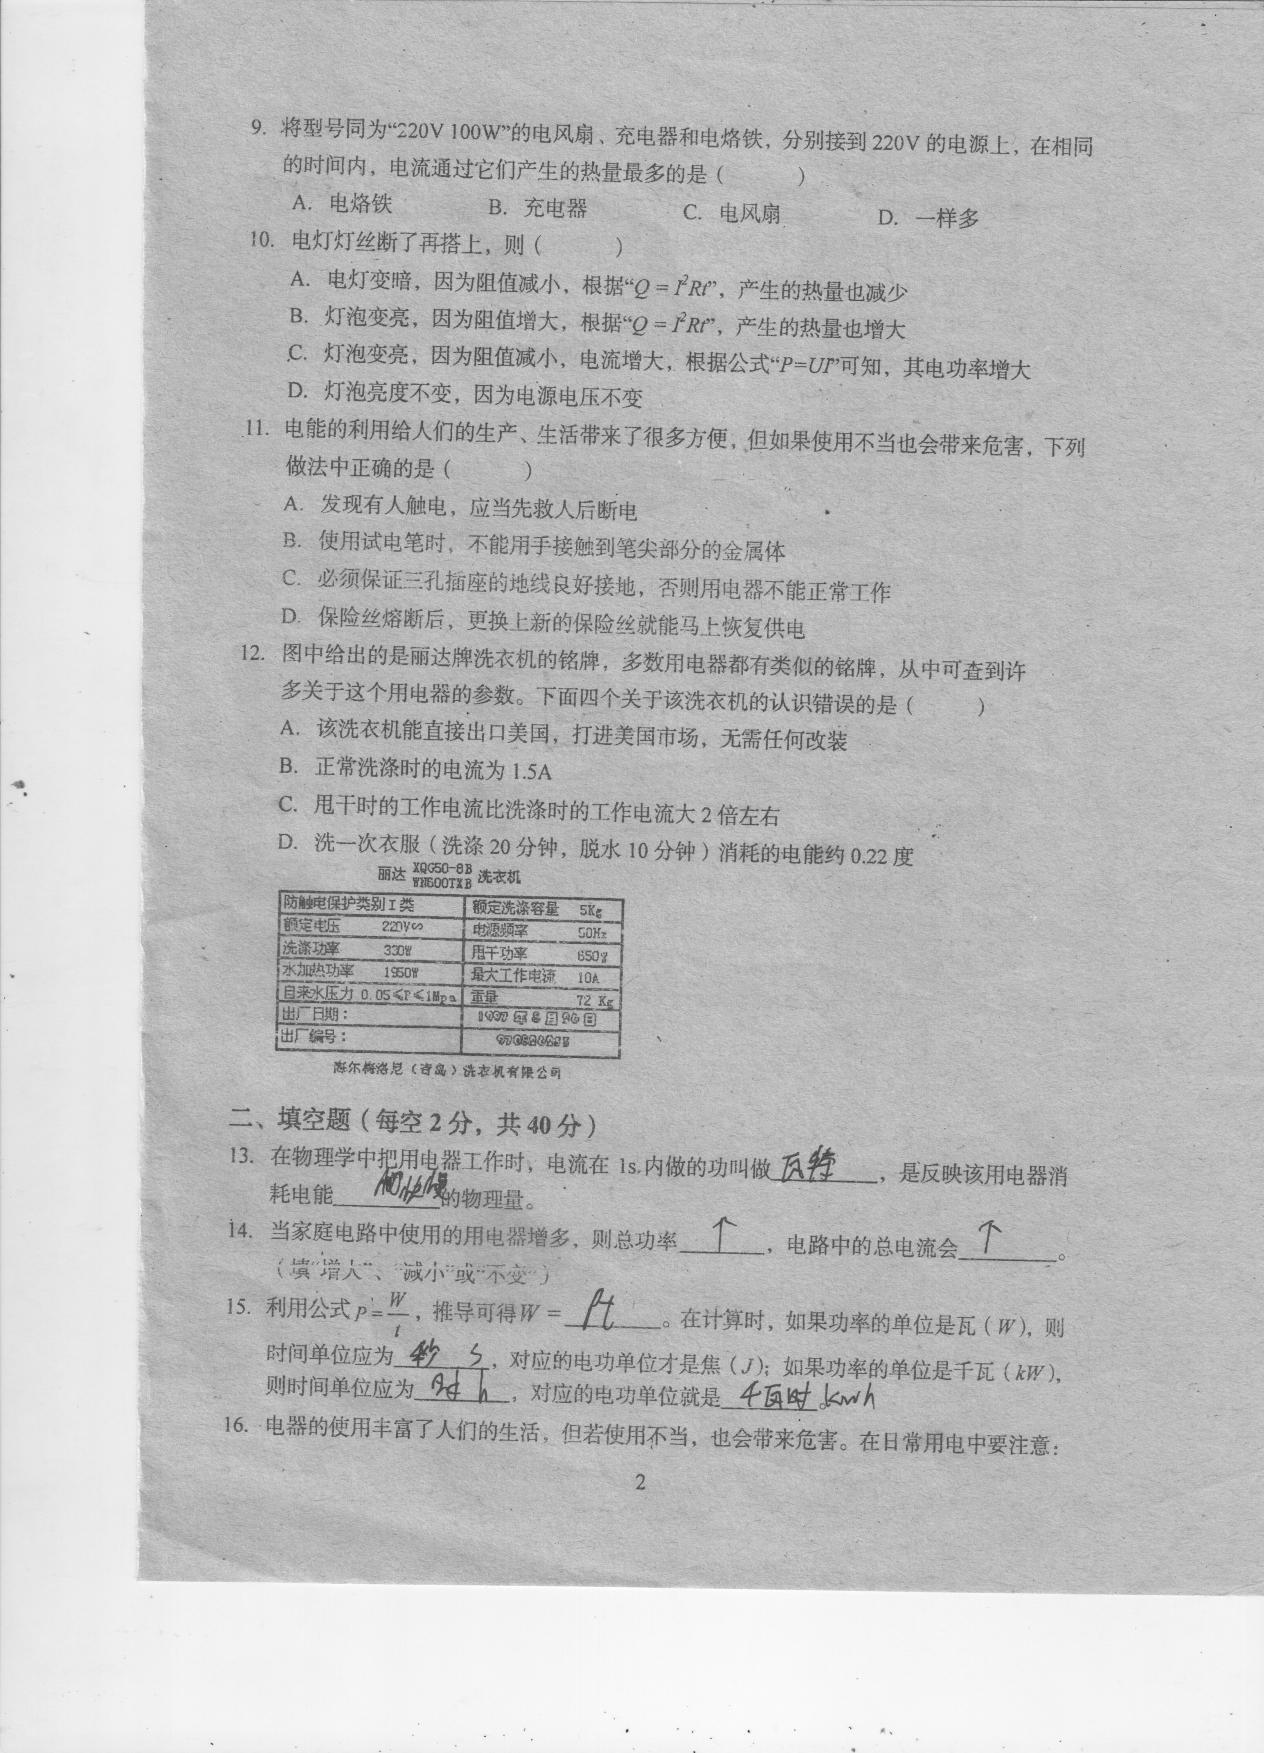 9. 将型号同为“220V 100W”的电风扇、充电器和电烙铁，分别接到 220V 的电源上，在相同
的时间内，电流通过它们产生的热量最多的是（ ）
A. 电烙铁 B. 充电器 C. 电风扇 D. 一样多
10. 电灯灯丝断了再搭上，则（ ）
A. 电灯变暗，因为阻值减小，根据“Q = I²Rt”，产生的热量也减少
B. 灯泡变亮，因为阻值增大，根据“Q = I²Rt”，产生的热量也增大
C. 灯泡变亮，因为阻值减小，电流增大，根据公式“P=UI”可知，其电功率增大
D. 灯泡亮度不变，因为电源电压不变
11. 电能的利用给人们的生产、生活带来了很多方便，但如果使用不当也会带来危害，下列
做法中正确的是（ ）
A. 发现有人触电，应当先救人后断电
B. 使用试电笔时，不能用手接触到笔尖部分的金属体
C. 必须保证三孔插座的地线良好接地，否则用电器不能正常工作
D. 保险丝熔断后，更换上新的保险丝就能马上恢复供电
12. 图中给出的是丽达牌洗衣机的铭牌，多数用电器都有类似的铭牌，从中可查到许
多关于这个用电器的参数。下面四个关于该洗衣机的认识错误的是（ ）
A. 该洗衣机能直接出口美国，打进美国市场，无需任何改装
B. 正常洗涤时的电流为 1.5A
C. 甩干时的工作电流比洗涤时的工作电流大 2 倍左右
D. 洗一次衣服（洗涤 20 分钟，脱水 10 分钟）消耗的电能约 0.22 度
丽达 XQG50-8B WN600TXB 洗衣机
防触电保护类别 I 类 额定洗涤容量 5Kg
额定电压 220V∽ 电源频率 50Hz
洗涤功率 330W 甩干功率 650W
水加热功率 1950W 最大工作电流 10A
自来水压力 0.05≤P≤1Mpa 重量 72 Kg
出厂日期：
出厂编号：
海尔梅洛尼（青岛）洗衣机有限公司
二、填空题（每空 2 分，共 40 分）
13. 在物理学中把用电器工作时，电流在 1s 内做的功叫做 瓦特 ，是反映该用电器消
耗电能 的物理量。
14. 当家庭电路中使用的用电器增多，则总功率 ↑ ，电路中的总电流会 ↑ 。
（填“增大”、“减小”或“不变”）
15. 利用公式 P = W/t ，推导可得 W = Pt 。在计算时，如果功率的单位是瓦（W），则
时间单位应为 秒 S ，对应的电功单位才是焦（J）；如果功率的单位是千瓦（kW），
则时间单位应为 时 h ，对应的电功单位就是 千瓦时 。kwh
16. 电器的使用丰富了人们的生活，但若使用不当，也会带来危害。在日常用电中要注意：
2